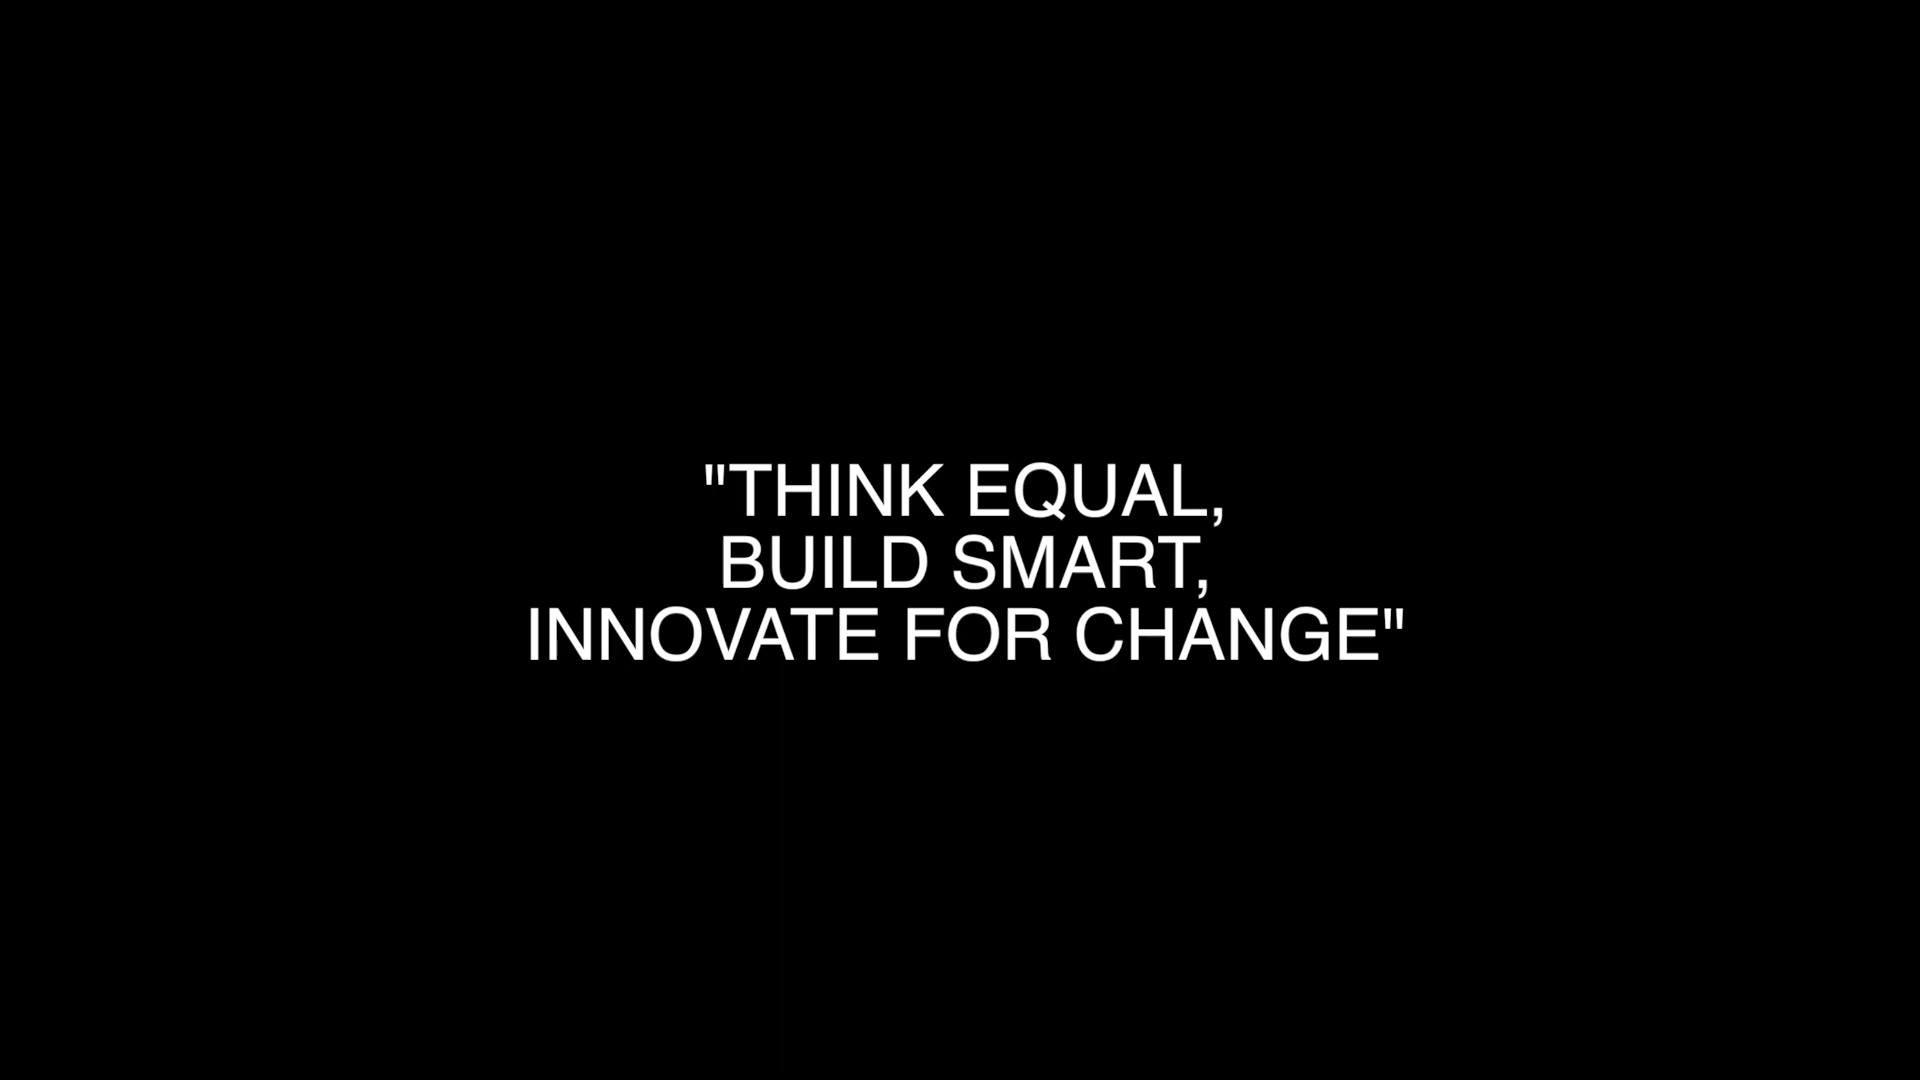 "THINK EQUAL,
BUILD SMART,
INNOVATE FOR CHANGE"